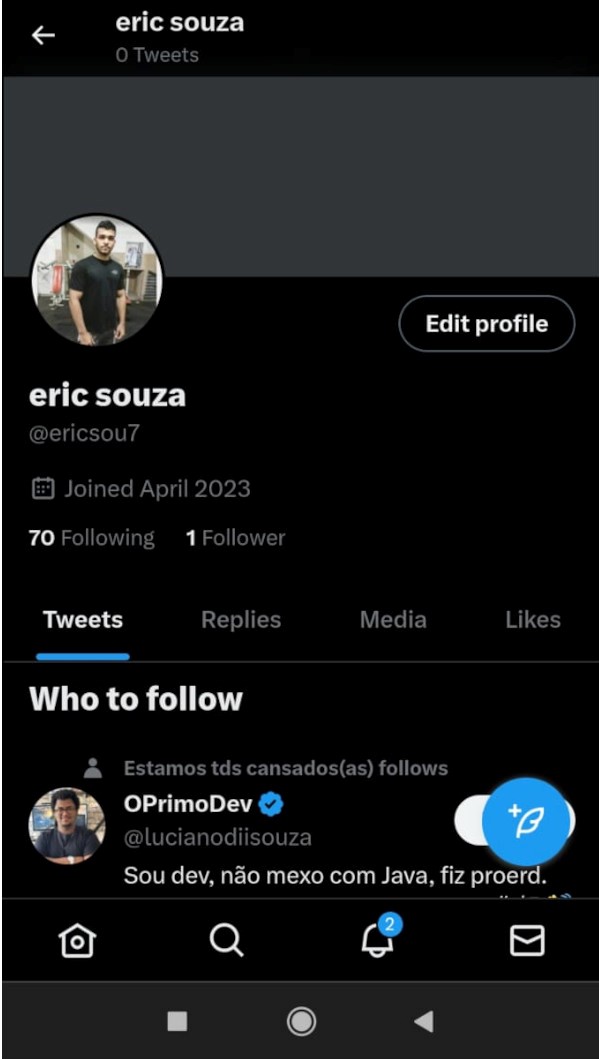 eric souza
0 Tweets
Edit profile
eric souza
@ericsou7
Joined April 2023
70 Following 1 Follower
Tweets Replies Media Likes
Who to follow
Estamos tds cansados(as) follows
OPrimoDev
@lucianodiisouza
Sou dev, não mexo com Java, fiz proerd.
2